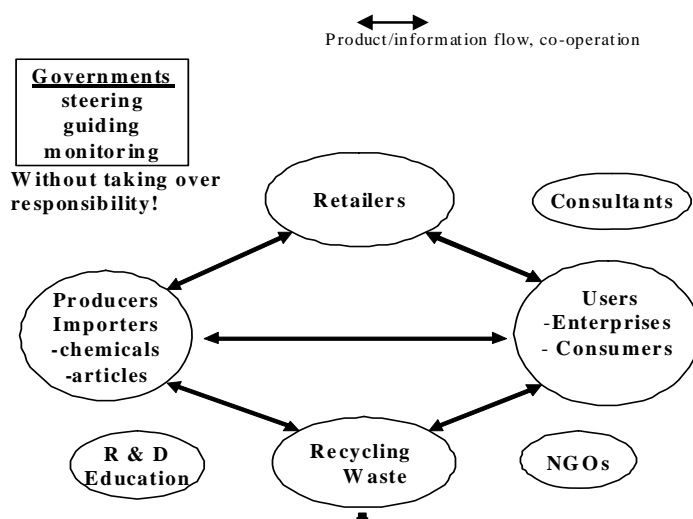 Product/information flow, co-operation
Governments
steering
guiding
monitoring
Without taking over
responsibility!
Retailers
Consultants
Producers
Importers
-chemicals
-articles
Users
-Enterprises
- Consumers
R & D
Education
Recycling
Waste
NGOs